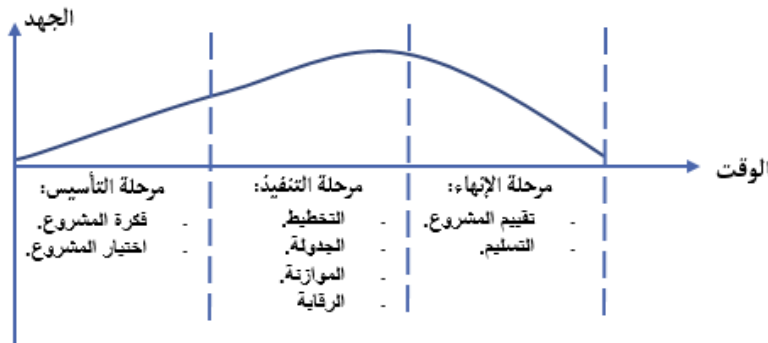 الجهد
الوقت
مرحلة التأسيس:
- فكرة المشروع.
- اختيار المشروع.
مرحلة التنفيذ:
- التخطيط.
- الجدولة.
- الموازنة.
- الرقابة
مرحلة الإنهاء:
- تقييم المشروع.
- التسليم.